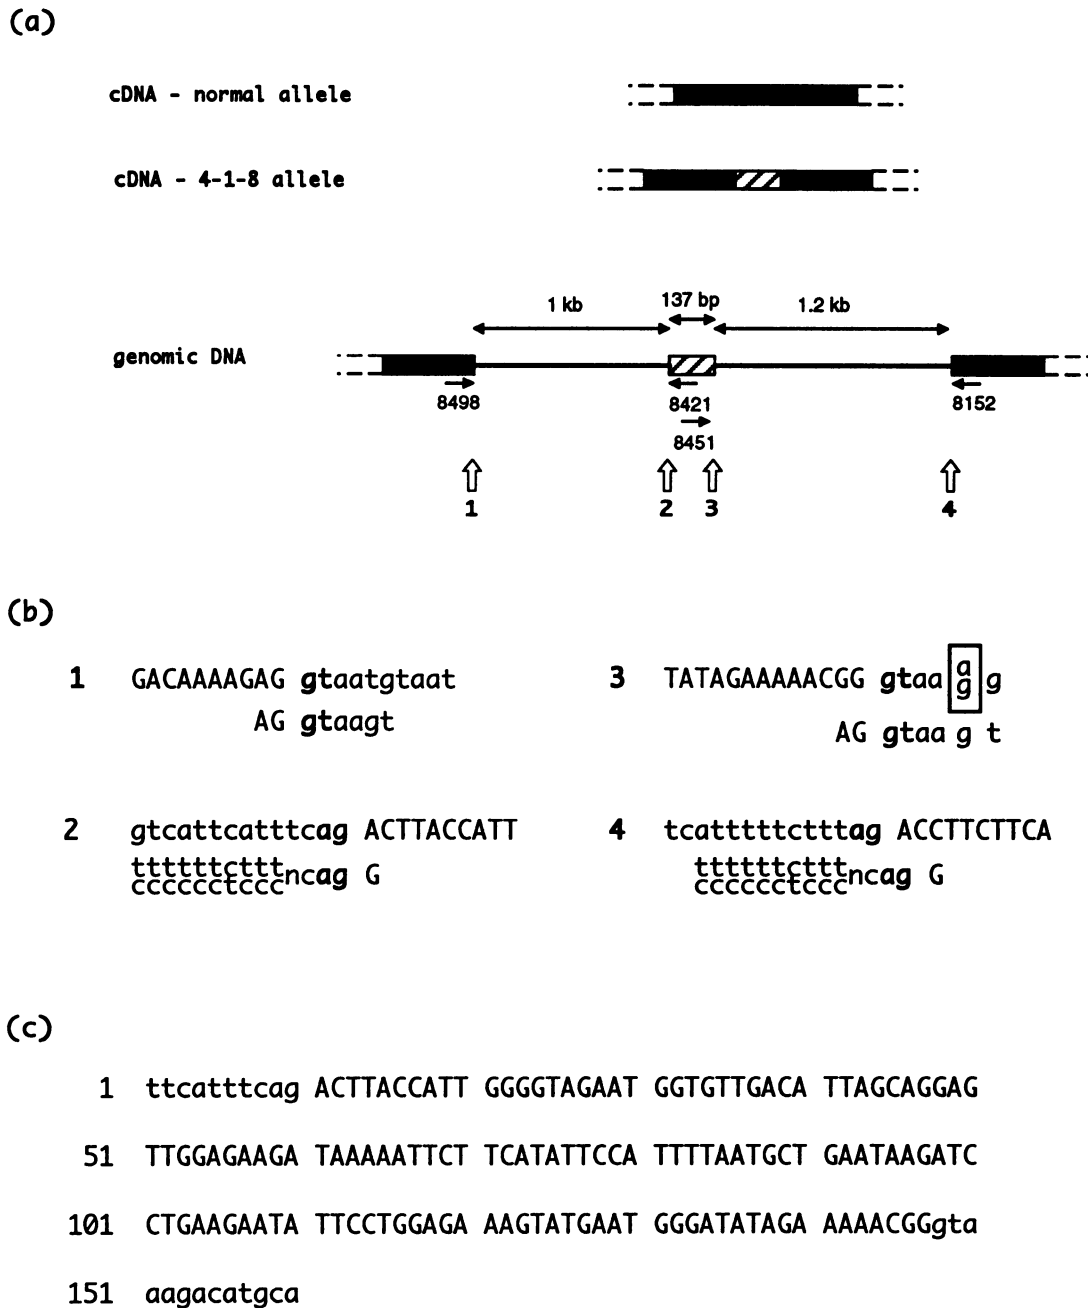 (a)
cDNA - normal allele
cDNA - 4-1-8 allele
1 kb
137 bp
1.2 kb
genomic DNA
8498
8421
8152
8451
1
2
3
4
(b)
1 GACAAAAGAG gtaatgtaat
AG gtaagt
3 TATAGAAAAACGG gtaa a g
g
AG gtaa g t
2 gtcattcatttcag ACTTACCATT
ttttttcttt
cccccctccc ncag G
4 tcatttttctttag ACCTTCTTCA
ttttttcttt
cccccctccc ncag G
(c)
1 ttcatttcag ACTTACCATT GGGGTAGAAT GGTGTTGACA TTAGCAGGAG
51 TTGGAGAAGA TAAAAATTCT TCATATTCCA TTTTAATGCT GAATAAGATC
101 CTGAAGAATA TTCCTGGAGA AAGTATGAAT GGGATATAGA AAAACGGgta
151 aagacatgca